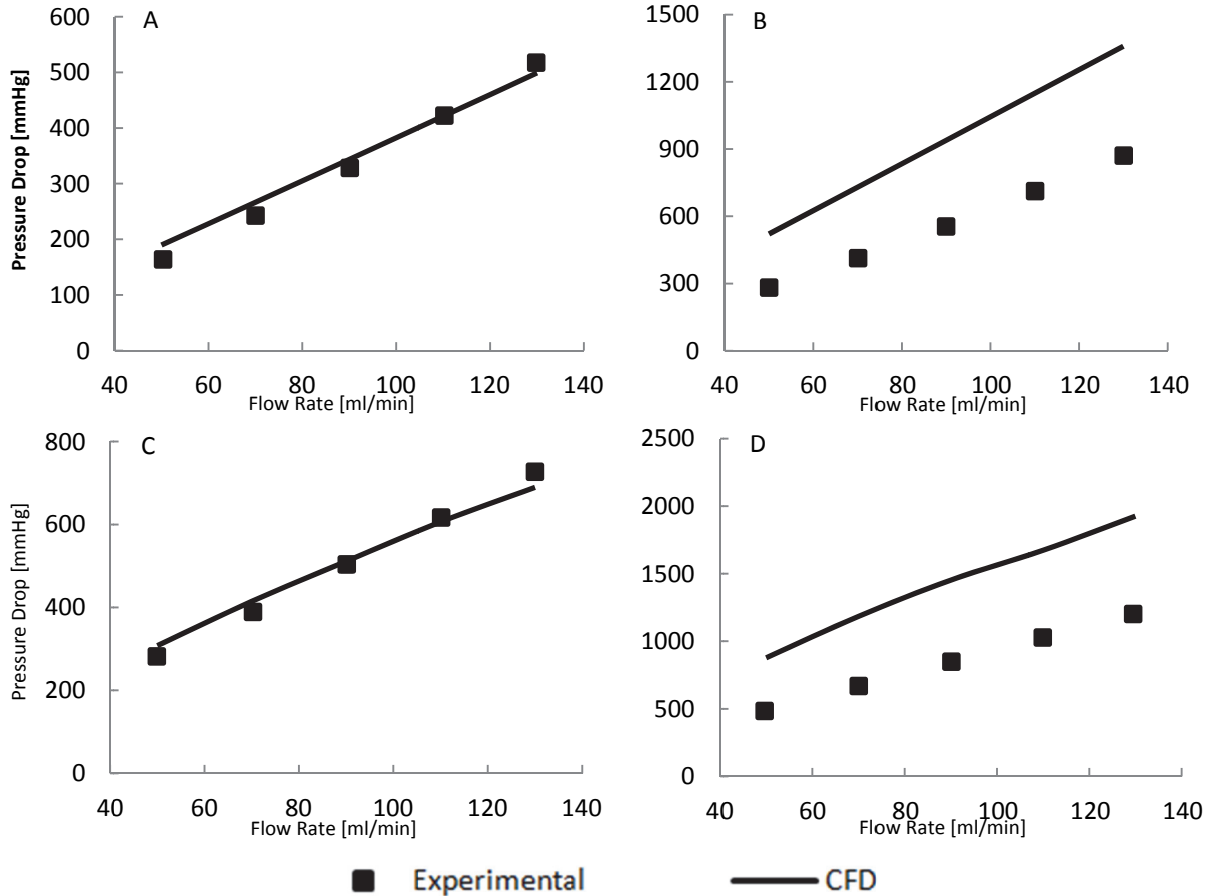 A
600
500
400
300
200
100
0
Pressure Drop [mmHg]
40 60 80 100 120 140
Flow Rate [ml/min]
B
1500
1200
900
600
300
0
40 60 80 100 120 140
Flow Rate [ml/min]
C
800
600
400
200
0
Pressure Drop [mmHg]
40 60 80 100 120 140
Flow Rate [ml/min]
D
2500
2000
1500
1000
500
0
40 60 80 100 120 140
Flow Rate [ml/min]
Experimental CFD